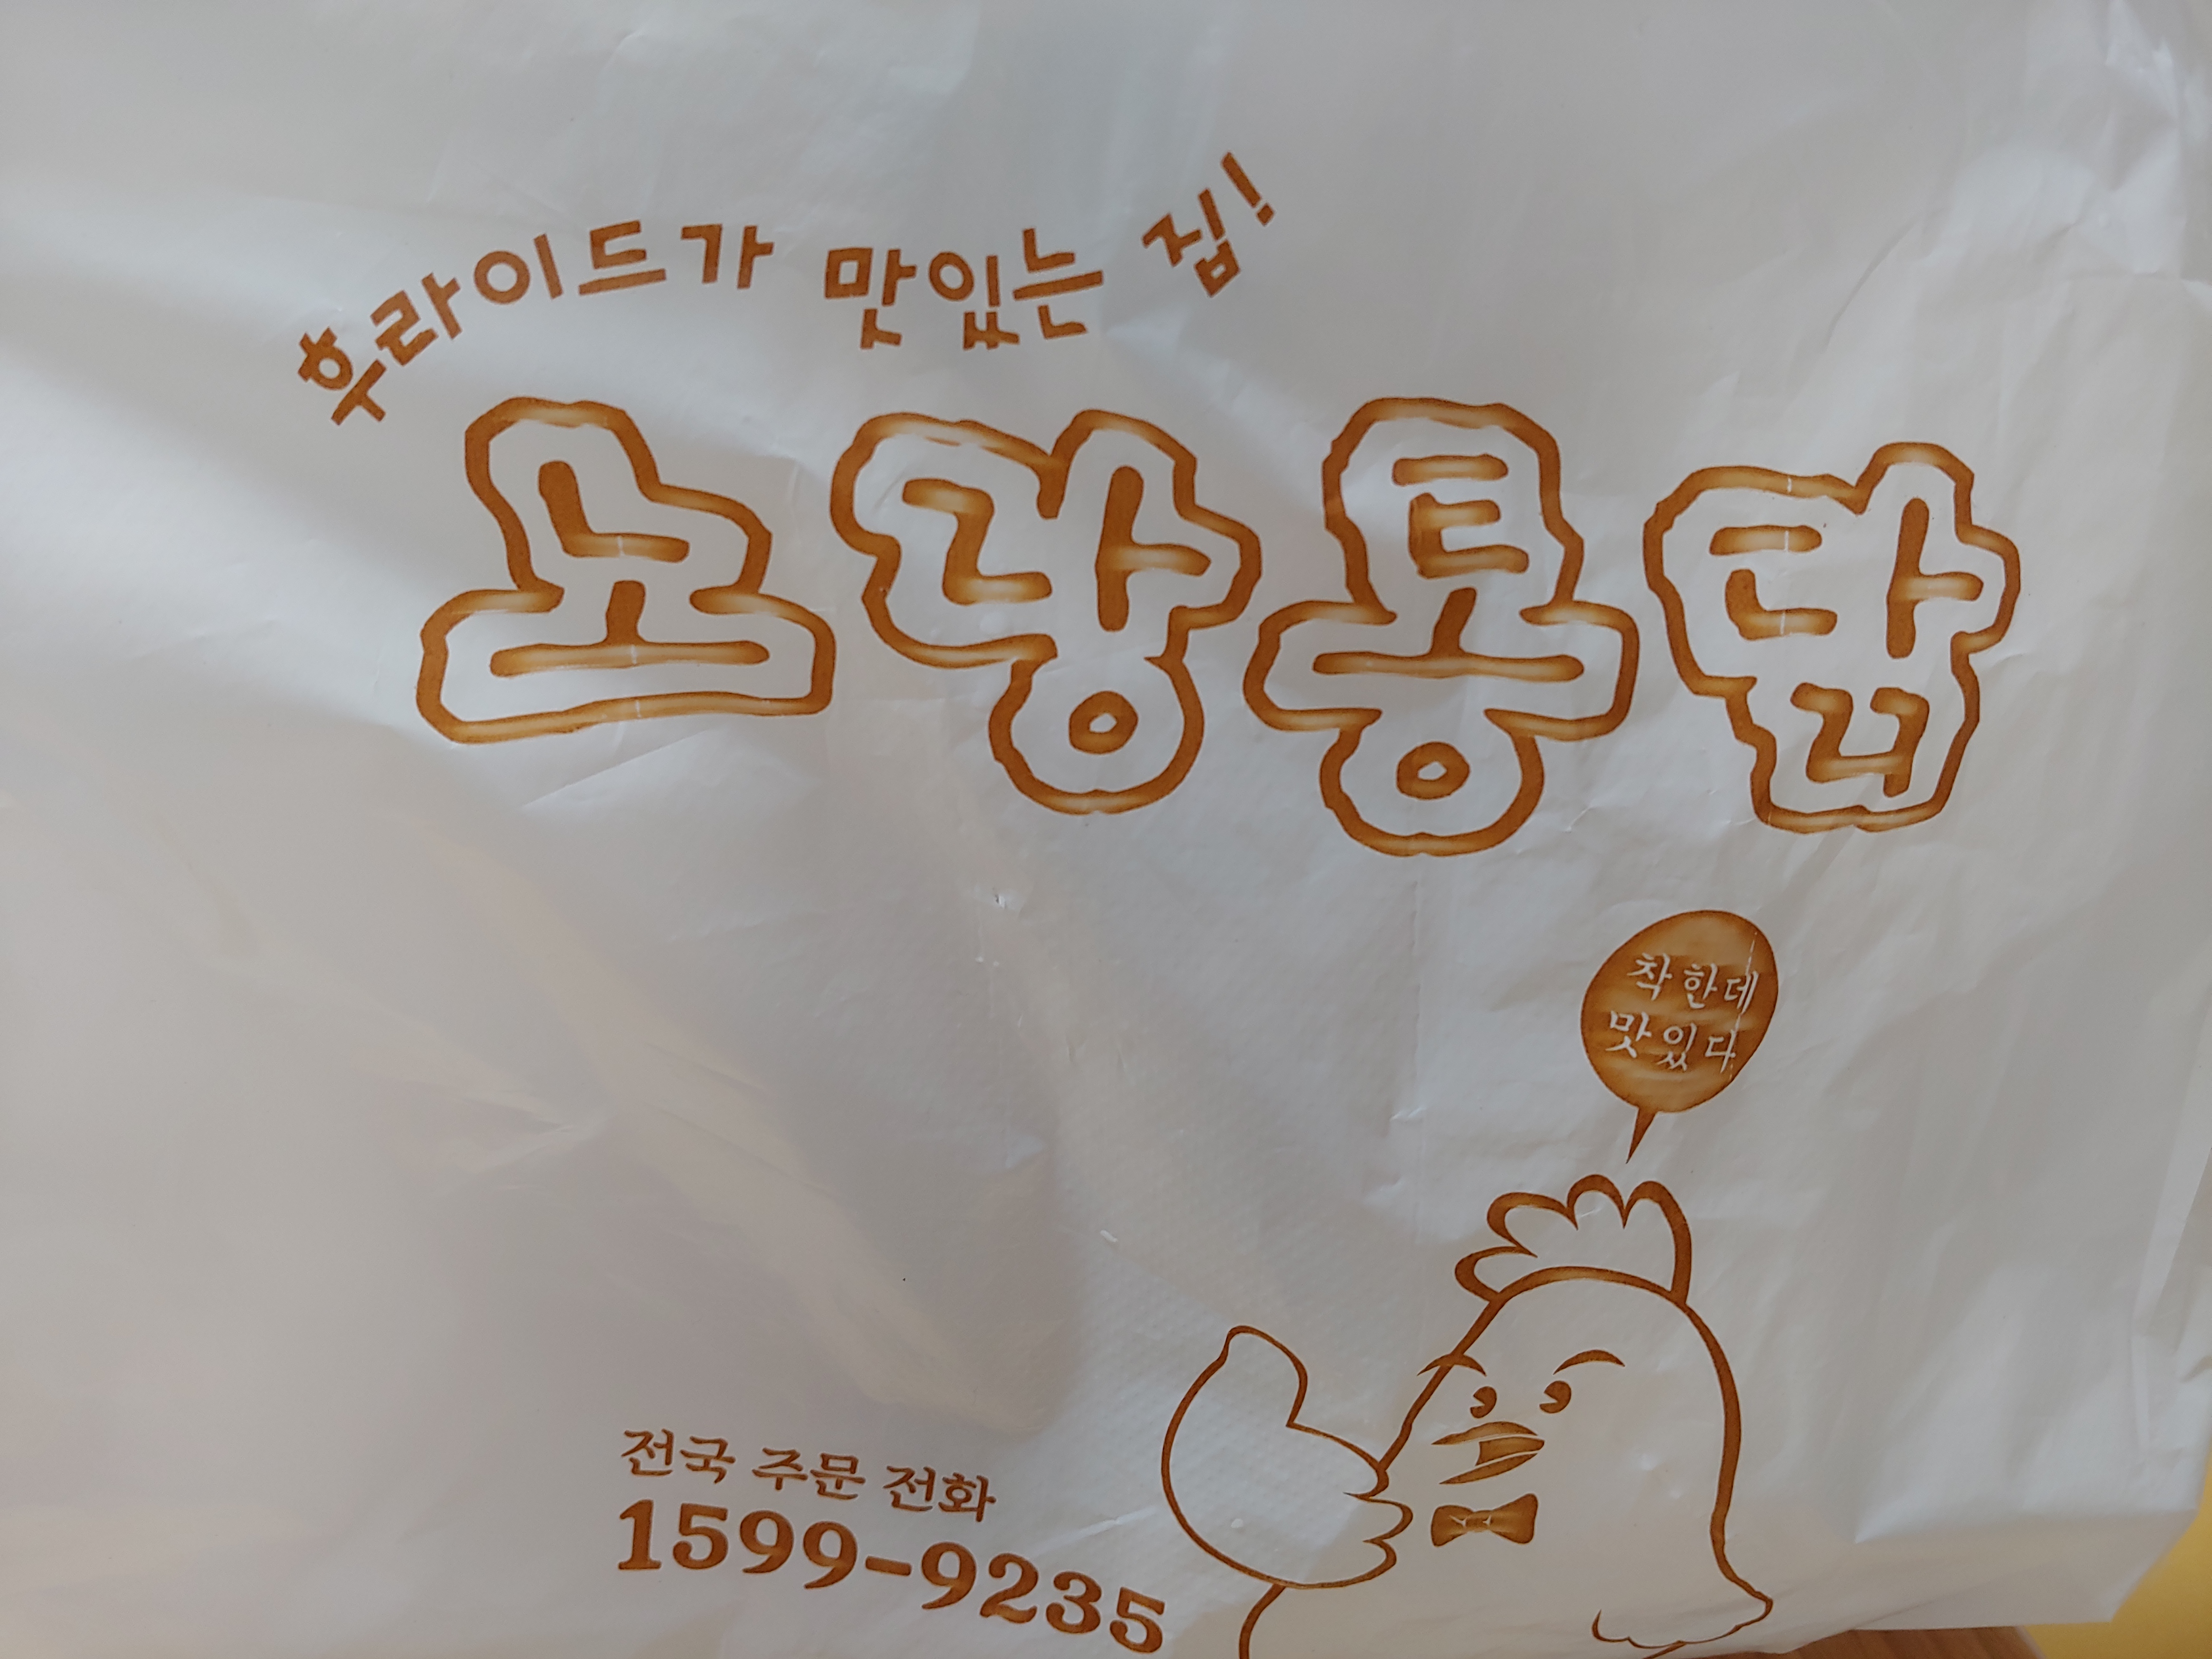 후라이드가 맛있는 집!
노랑통닭
착한데
맛있다
전국 주문 전화
1599-9235